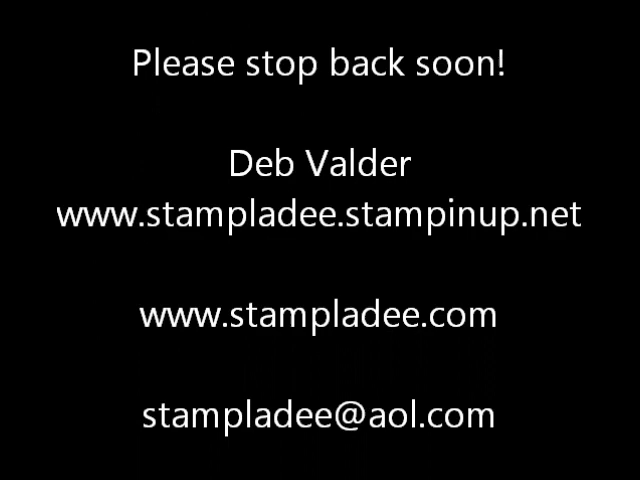 Please stop back soon!
Deb Valder
www.stampladee.stampinup.net
www.stampladee.com
stampladee@aol.com